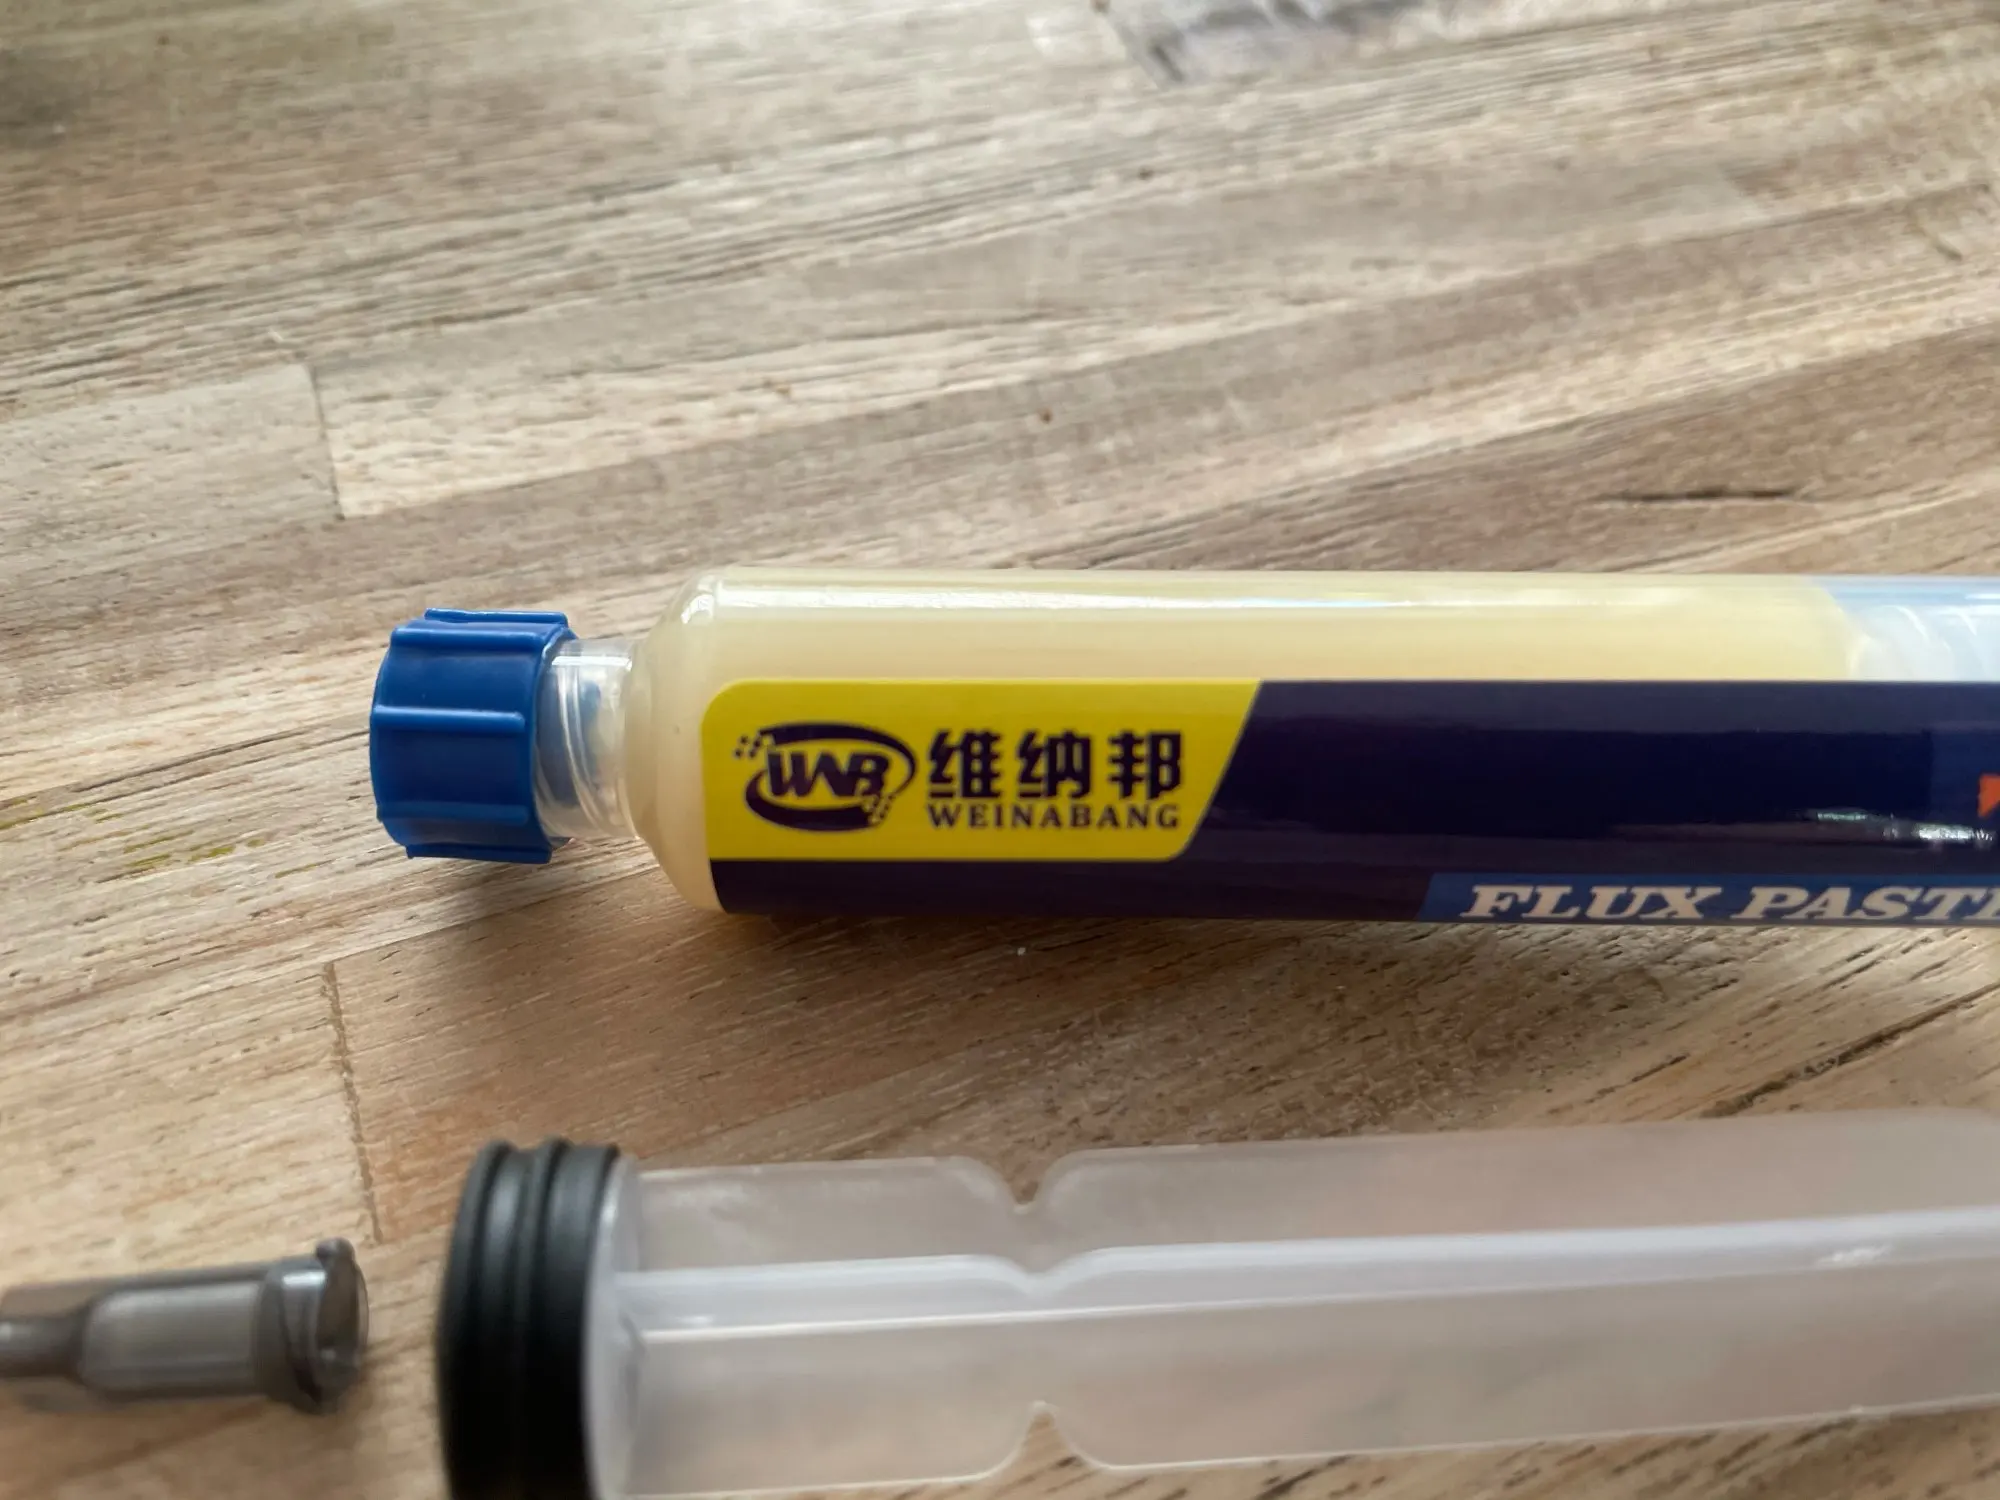 WNB
维纳邦
WEINABANG
FLUX PASTE